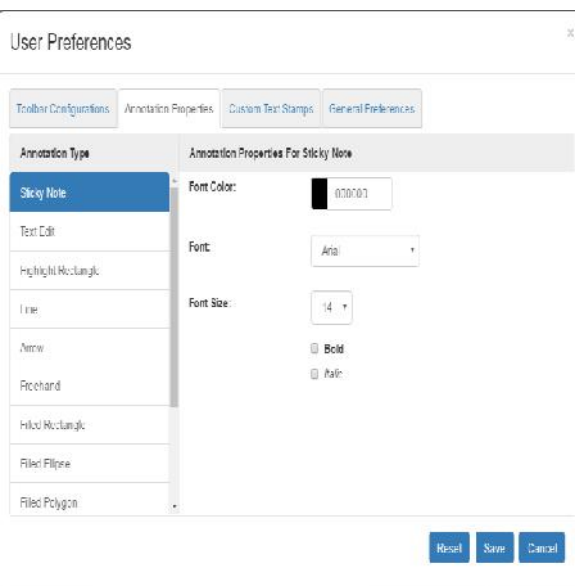 User Preferences
x
Toolbar Configurations Annotation Properties Custom Text Stamps General Preferences
Annotation Type
Annotation Properties For Sticky Note
Sticky Note
Font Color: 000000
Text Edit
Font: Arial
Highlight Rectangle
Line
Font Size: 14
Arrow
Bold
Italic
Freehand
Filled Rectangle
Filled Ellipse
Filled Polygon
Reset Save Cancel